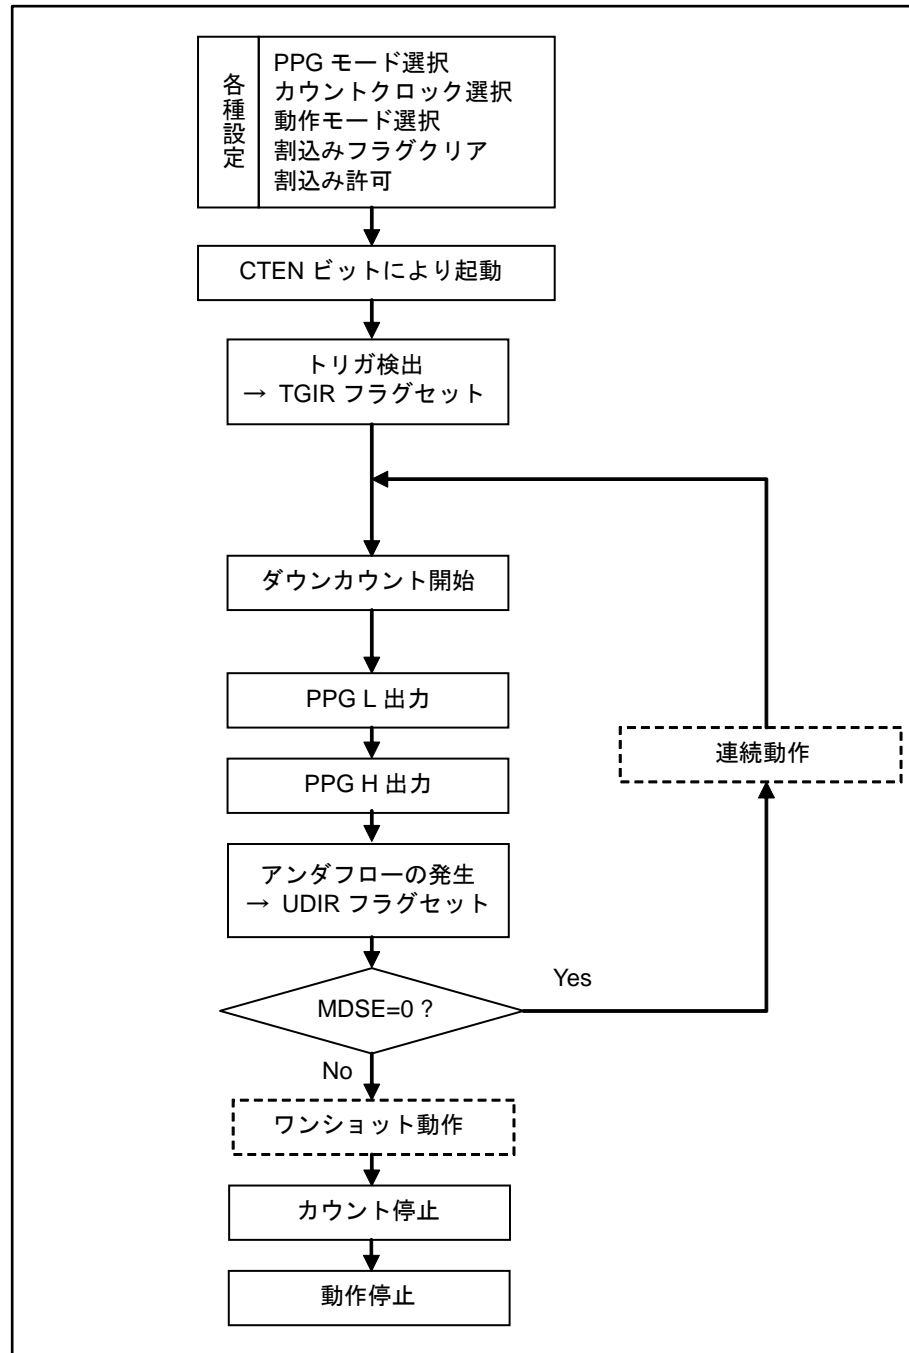 各種設定
PPG モード選択
カウントクロック選択
動作モード選択
割込みフラグクリア
割込み許可
CTEN ビットにより起動
トリガ検出
→ TGIR フラグセット
ダウンカウント開始
PPG L 出力
連続動作
PPG H 出力
アンダフローの発生
→ UDIR フラグセット
Yes
MDSE=0 ?
No
ワンショット動作
カウント停止
動作停止